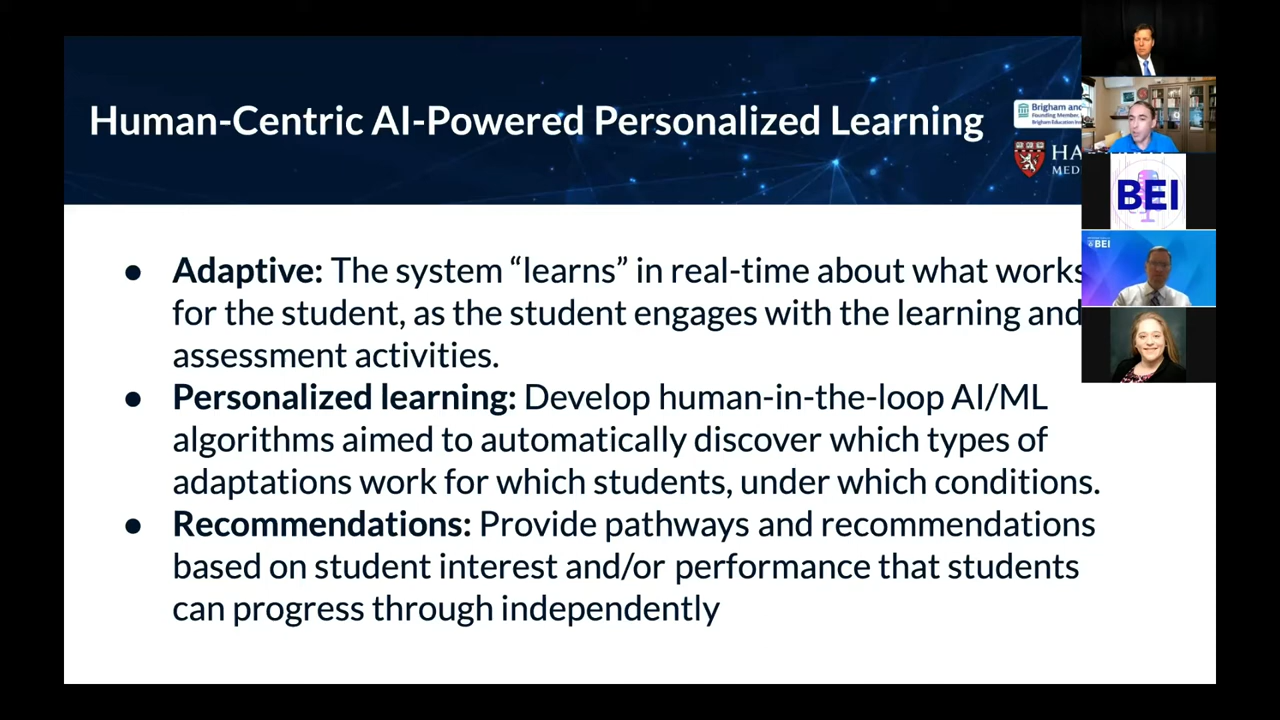 Human-Centric AI-Powered Personalized Learning
Brigham and
Founding Member,
Brigham Education
● Adaptive: The system “learns” in real-time about what works
for the student, as the student engages with the learning and
assessment activities.
● Personalized learning: Develop human-in-the-loop AI/ML
algorithms aimed to automatically discover which types of
adaptations work for which students, under which conditions.
● Recommendations: Provide pathways and recommendations
based on student interest and/or performance that students
can progress through independently
BEI
BEI